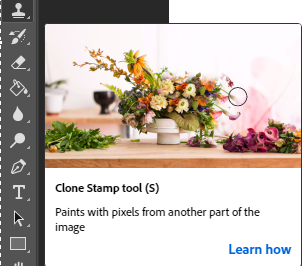 Clone Stamp tool (S)
Paints with pixels from another part of the
image
Learn how
T